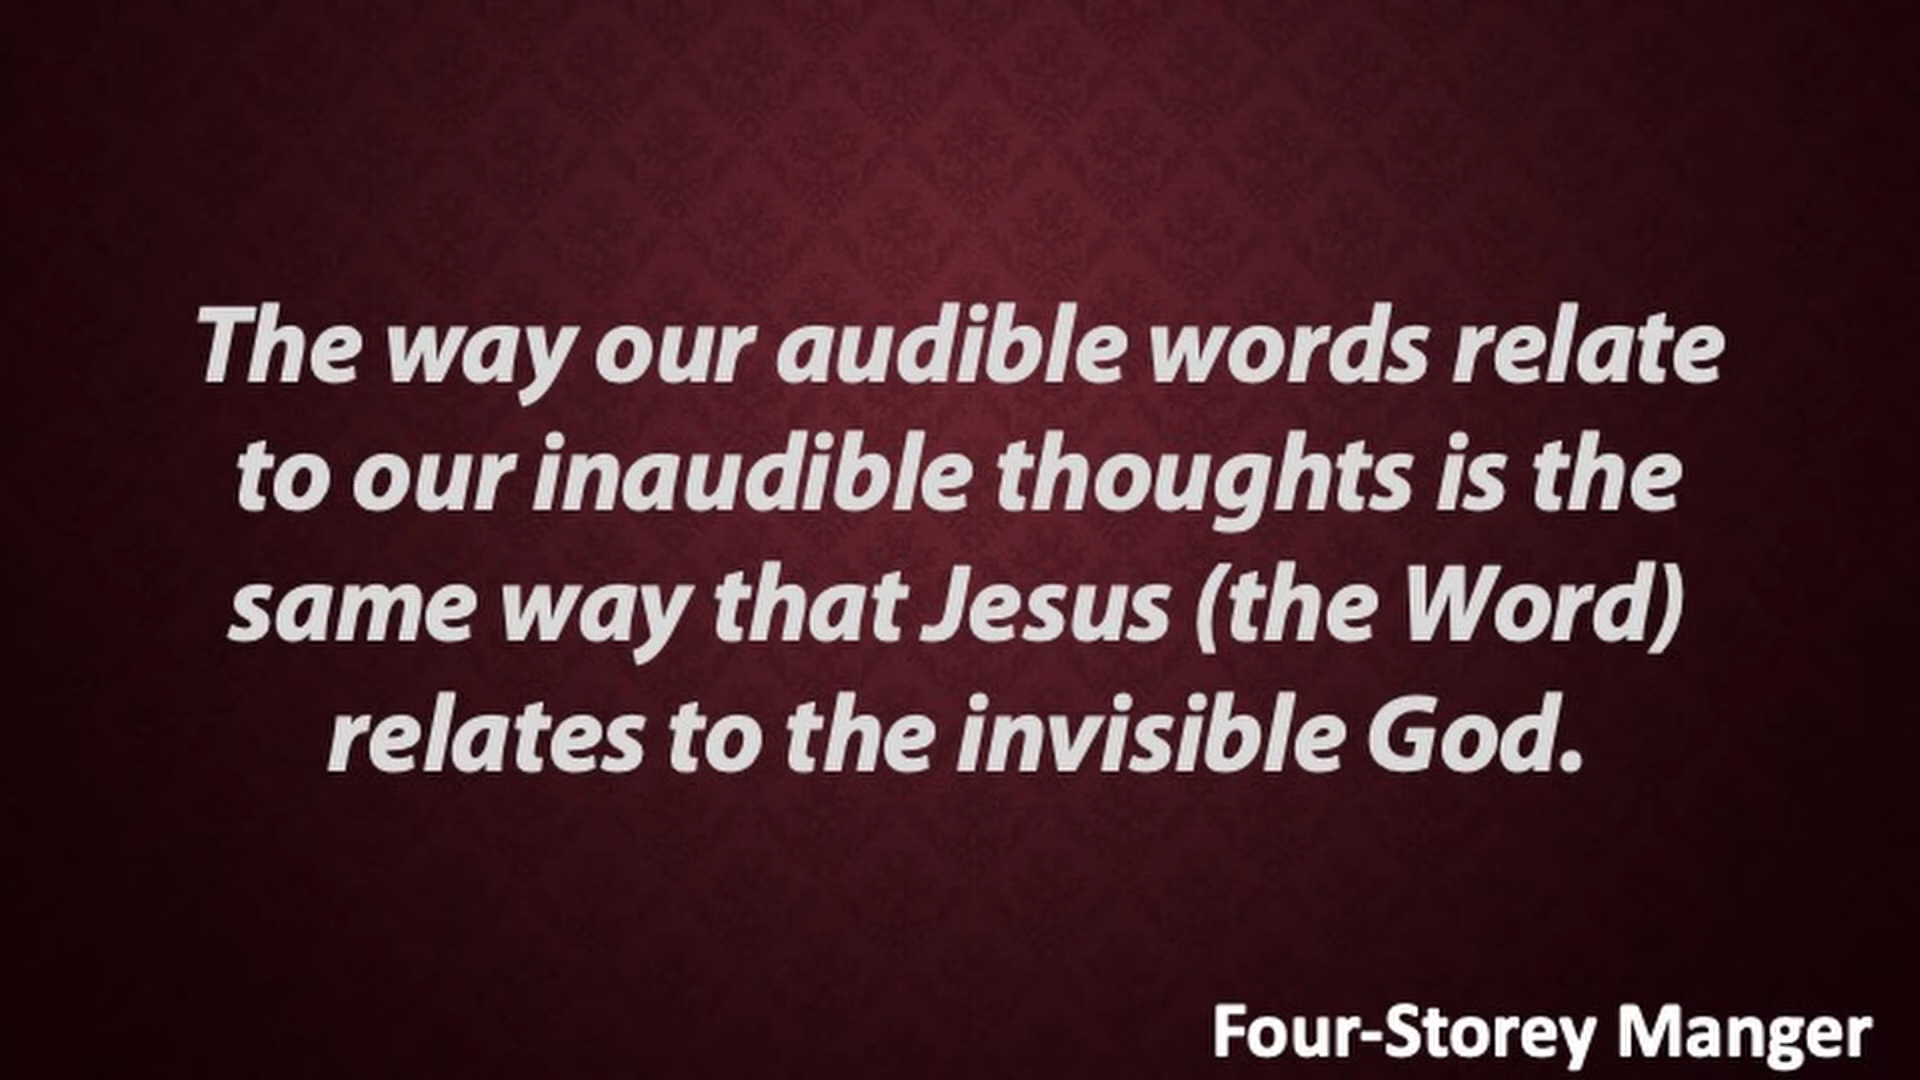 The way our audible words relate
to our inaudible thoughts is the
same way that Jesus (the Word)
relates to the invisible God.
Four-Storey Manger